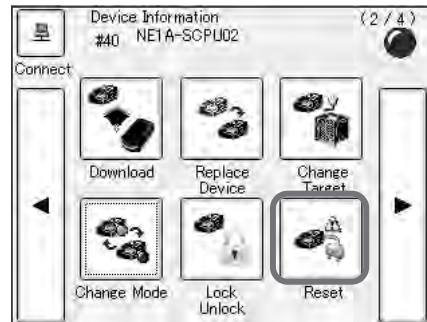 Device Information
(2/4)
#40 NE1A-SCPU02
Connect
Download
Replace
Device
Change
Target
Change Mode
Lock
Unlock
Reset